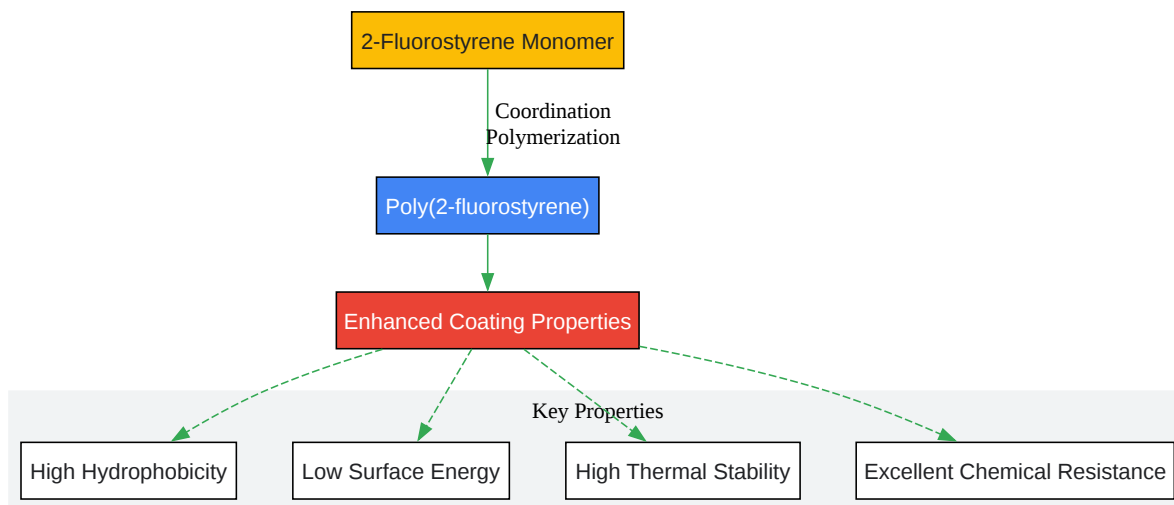 2-Fluorostyrene Monomer
Coordination
Polymerization
Poly(2-fluorostyrene)
Enhanced Coating Properties
Key Properties
High Hydrophobicity
Low Surface Energy
High Thermal Stability
Excellent Chemical Resistance